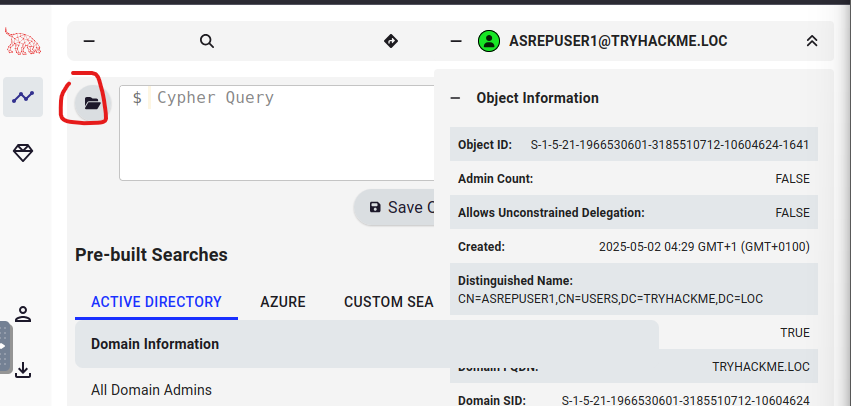 ASREPUSER1@TRYHACKME.LOC
$ Cypher Query
Save C
Pre-built Searches
ACTIVE DIRECTORY AZURE CUSTOM SEA
Domain Information
All Domain Admins
Object Information
Object ID: S-1-5-21-1966530601-3185510712-10604624-1641
Admin Count: FALSE
Allows Unconstrained Delegation: FALSE
Created: 2025-05-02 04:29 GMT+1 (GMT+0100)
Distinguished Name:
CN=ASREPUSER1,CN=USERS,DC=TRYHACKME,DC=LOC
TRUE
Domain FQDN: TRYHACKME.LOC
Domain SID: S-1-5-21-1966530601-3185510712-10604624